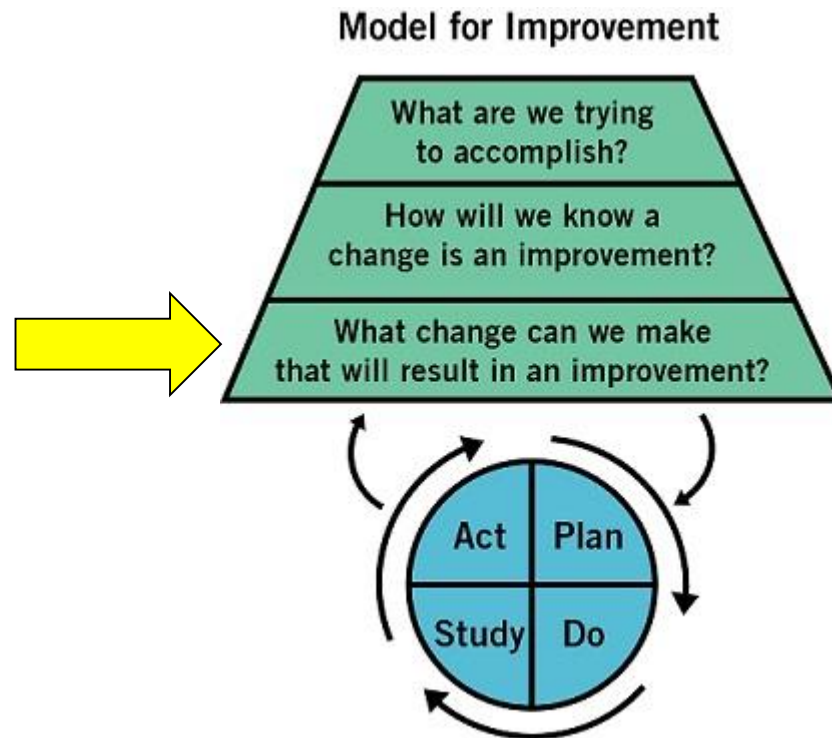 Model for Improvement
What are we trying
to accomplish?
How will we know a
change is an improvement?
What change can we make
that will result in an improvement?
Act
Plan
Study
Do